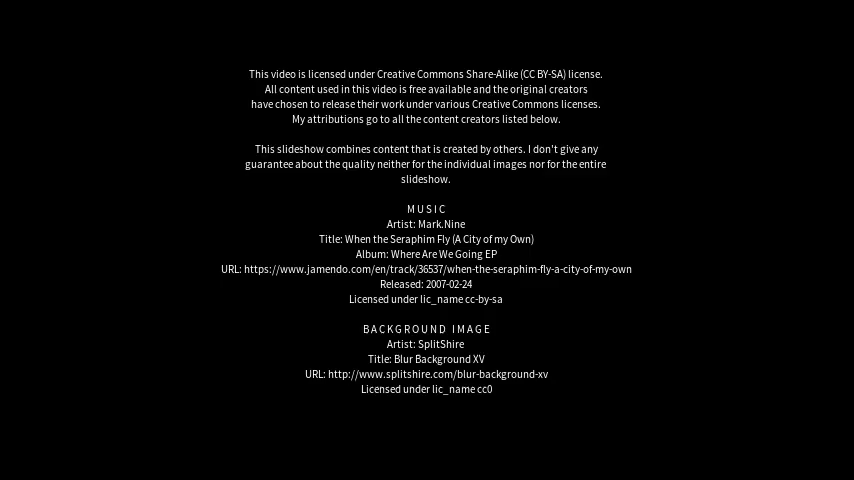 This video is licensed under Creative Commons Share-Alike (CC BY-SA) license.
All content used in this video is free available and the original creators
have chosen to release their work under various Creative Commons licenses.
My attributions go to all the content creators listed below.
This slideshow combines content that is created by others. I don't give any
guarantee about the quality neither for the individual images nor for the entire
slideshow.
MUSIC
Artist: Mark.Nine
Title: When the Seraphim Fly (A City of my Own)
Album: Where Are We Going EP
URL: https://www.jamendo.com/en/track/36537/when-the-seraphim-fly-a-city-of-my-own
Released: 2007-02-24
Licensed under lic_name cc-by-sa
BACKGROUND IMAGE
Artist: SplitShire
Title: Blur Background XV
URL: http://www.splitshire.com/blur-background-xv
Licensed under lic_name cc0